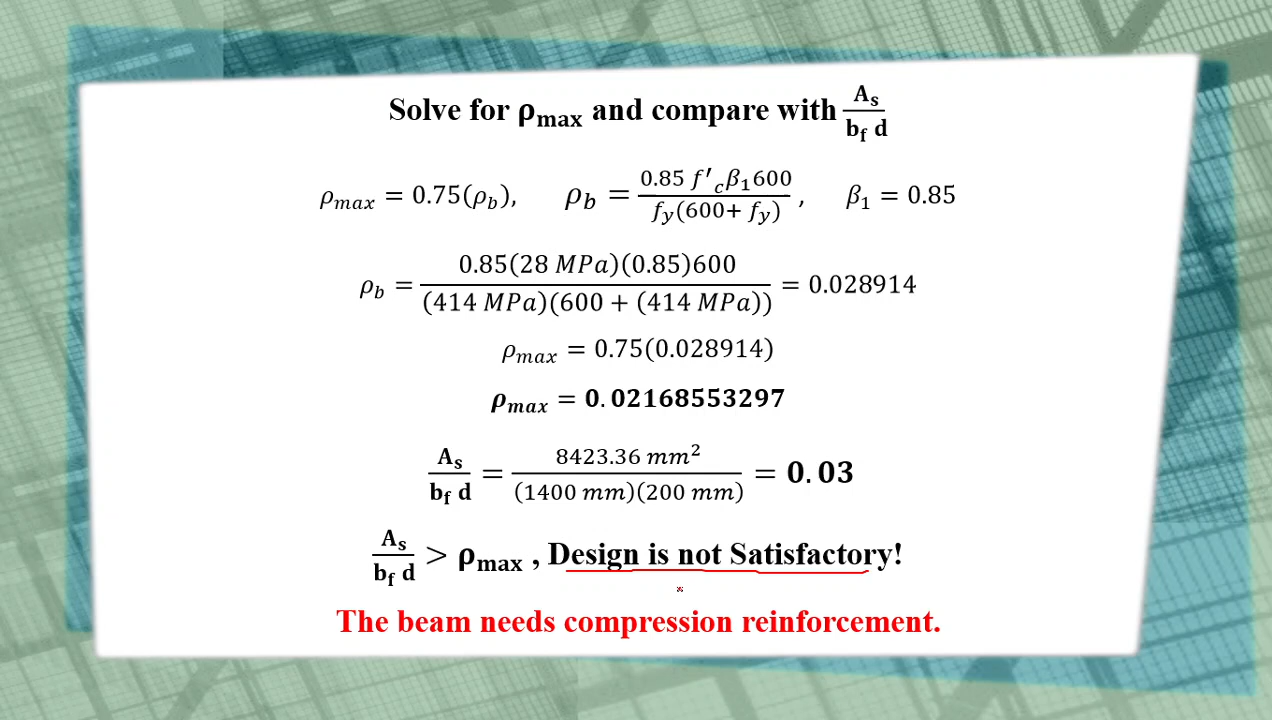 Solve for ρmax and compare with As/(bf d)
ρmax = 0.75(ρb), ρb = (0.85 f′c β1 600)/(fy(600+ fy)), β1 = 0.85
ρb = (0.85(28 MPa)(0.85)600)/((414 MPa)(600 + (414 MPa))) = 0.028914
ρmax = 0.75(0.028914)
ρmax = 0.02168553297
As/(bf d) = (8423.36 mm²)/((1400 mm)(200 mm)) = 0.03
As/(bf d) > ρmax , Design is not Satisfactory!
The beam needs compression reinforcement.